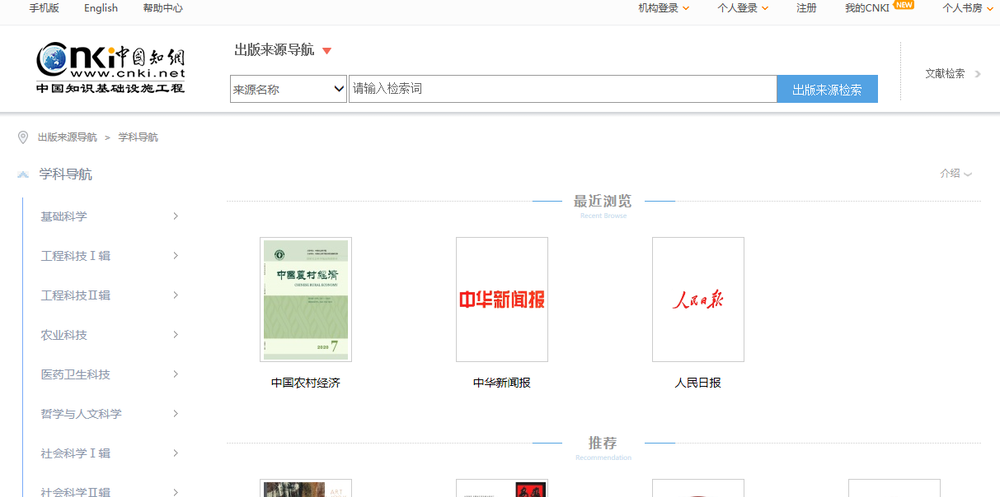 手机版 English 帮助中心 机构登录 个人登录 注册 我的CNKI NEW 个人书房
出版来源导航
cnki中国知網
www.cnki.net
中国知识基础设施工程
来源名称 请输入检索词 出版来源检索 文献检索
出版来源导航 > 学科导航
学科导航 介绍
最近浏览
Recent Browse
基础科学
工程科技Ⅰ辑
工程科技Ⅱ辑
农业科技
医药卫生科技
哲学与人文科学
社会科学Ⅰ辑
社会科学Ⅱ辑
中国农村经济
CHINESE RURAL ECONOMY
2020 7
中华新闻报
人民日报
中国农村经济 中华新闻报 人民日报
推荐
Recommendation
ART